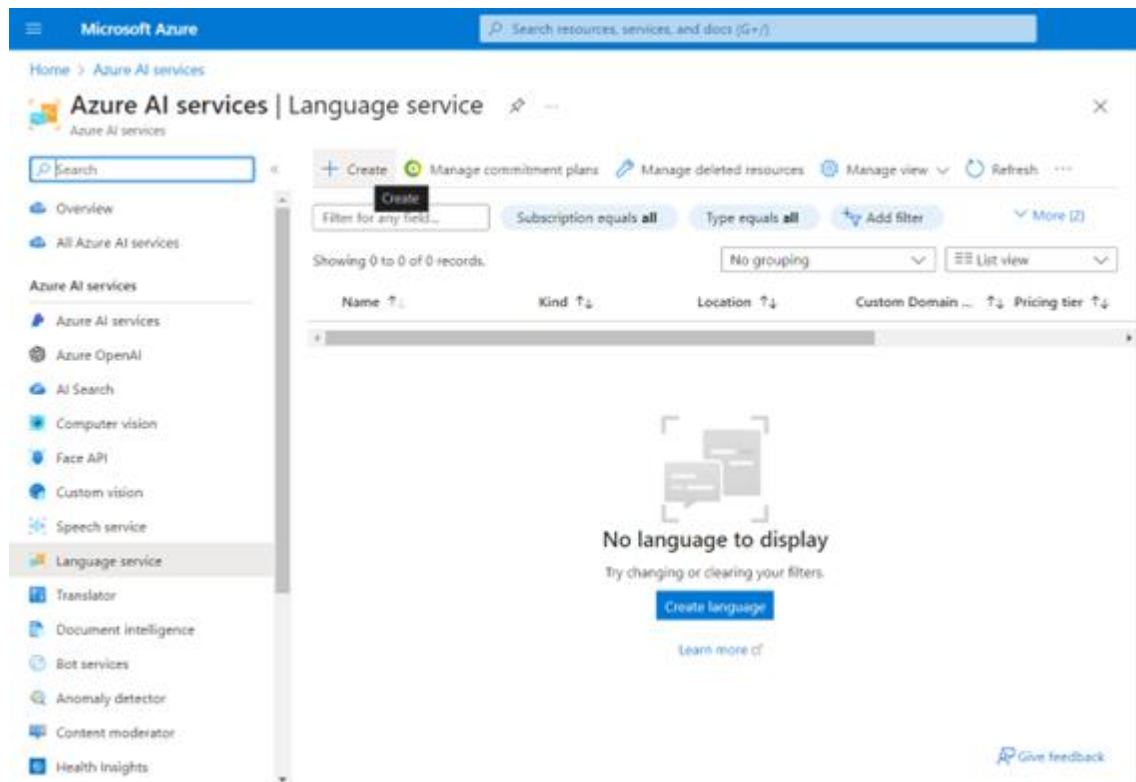 Microsoft Azure
Search resources, services, and docs (G+/)
Home > Azure AI services
Azure AI services | Language service
Azure AI services
Search
+ Create Manage commitment plans Manage deleted resources Manage view Refresh ...
Create
Filter for any field...
Subscription equals all
Type equals all
Add filter
More (2)
Showing 0 to 0 of 0 records.
No grouping
List view
Name Kind Location Custom Domain ... Pricing tier
Overview
All Azure AI services
Azure AI services
Azure AI services
Azure OpenAI
AI Search
Computer vision
Face API
Custom vision
Speech service
Language service
Translator
Document intelligence
Bot services
Anomaly detector
Content moderator
Health Insights
No language to display
Try changing or clearing your filters.
Create language
Learn more
Give feedback